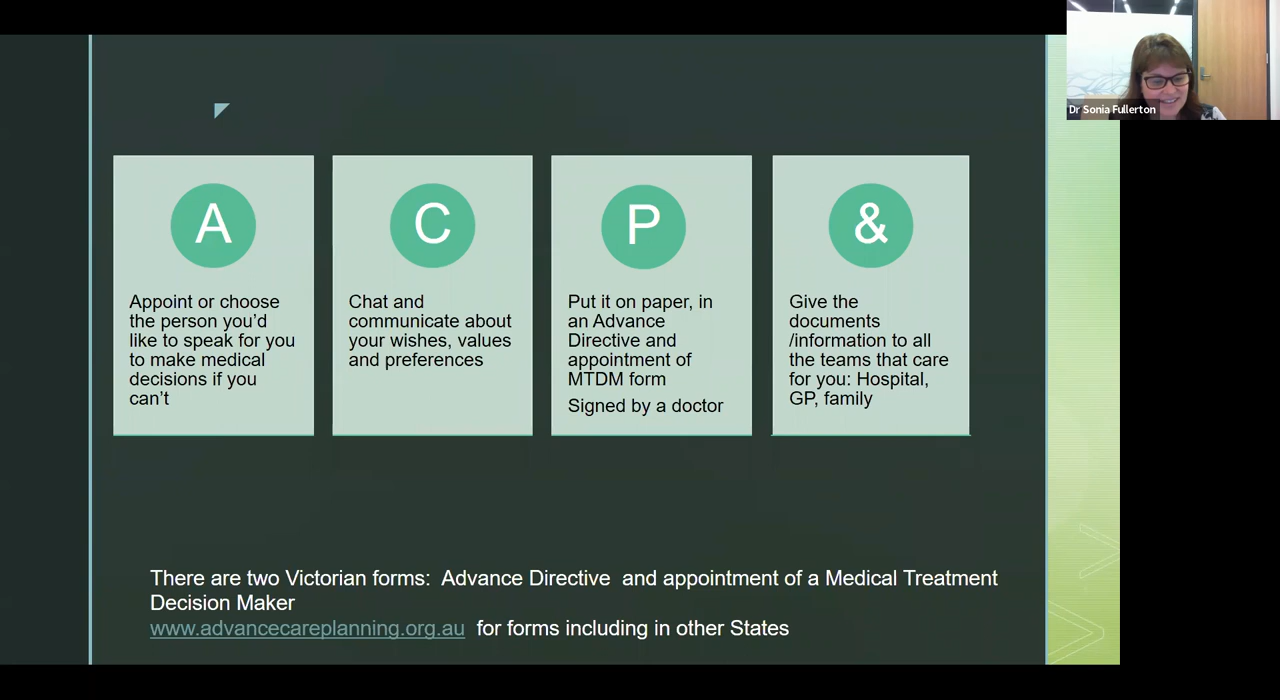 Dr Sonia Fullerton
A
Appoint or choose
the person you'd
like to speak for you
to make medical
decisions if you
can't
C
Chat and
communicate about
your wishes, values
and preferences
P
Put it on paper, in
an Advance
Directive and
appointment of
MTDM form
Signed by a doctor
&
Give the
documents
/information to all
the teams that care
for you: Hospital,
GP, family
There are two Victorian forms:  Advance Directive  and appointment of a Medical Treatment
Decision Maker
www.advancecareplanning.org.au  for forms including in other States